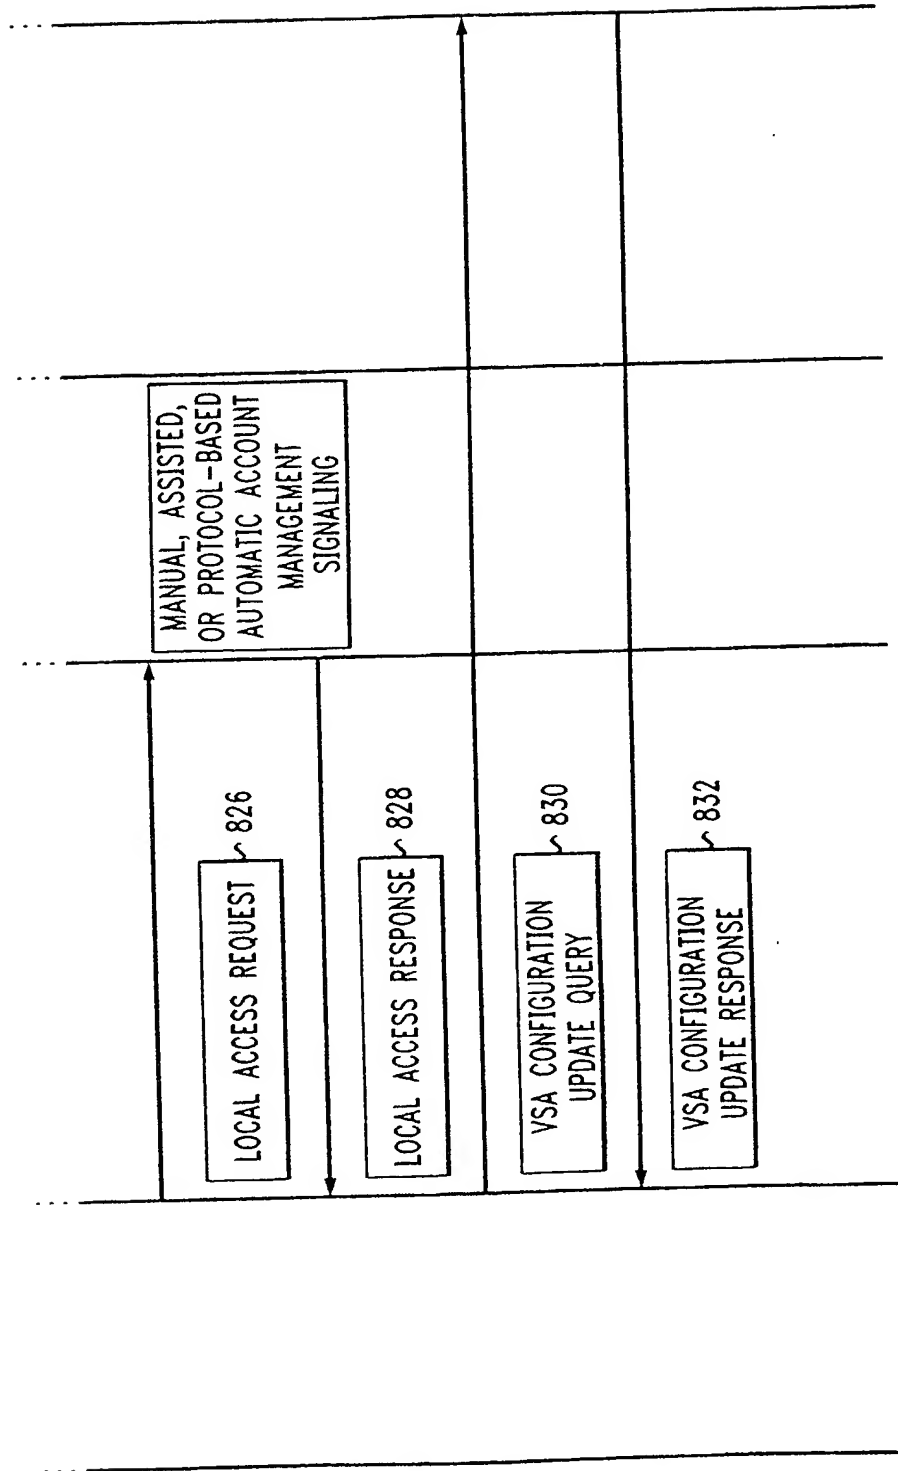 MANUAL, ASSISTED,
OR PROTOCOL-BASED
AUTOMATIC ACCOUNT
MANAGEMENT
SIGNALING
LOCAL ACCESS REQUEST
826
LOCAL ACCESS RESPONSE
828
VSA CONFIGURATION
UPDATE QUERY
830
VSA CONFIGURATION
UPDATE RESPONSE
832